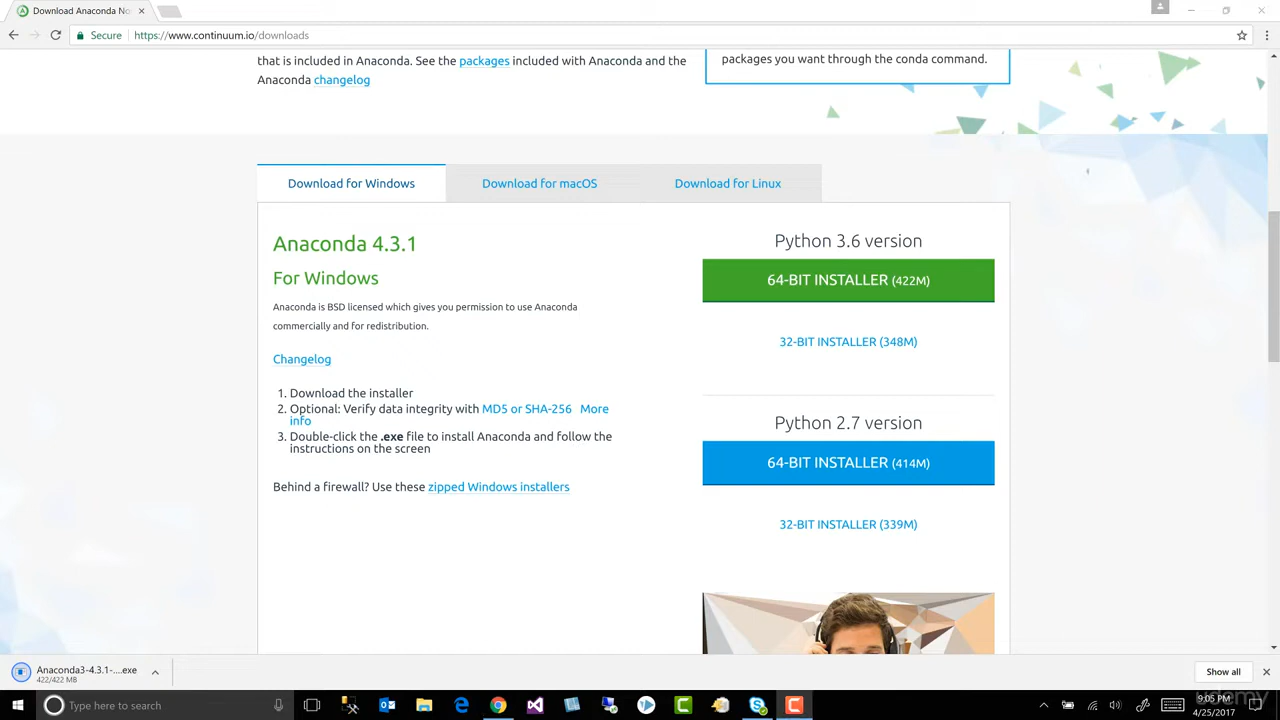 Download Anaconda No
Secure
https://www.continuum.io/downloads
that is included in Anaconda. See the packages included with Anaconda and the
Anaconda changelog
packages you want through the conda command.
Download for Windows
Download for macOS
Download for Linux
Anaconda 4.3.1
For Windows
Anaconda is BSD licensed which gives you permission to use Anaconda
commercially and for redistribution.
Changelog
1. Download the installer
2. Optional: Verify data integrity with MD5 or SHA-256 More
info
3. Double-click the .exe file to install Anaconda and follow the
instructions on the screen
Behind a firewall? Use these zipped Windows installers
Python 3.6 version
64-BIT INSTALLER (422M)
32-BIT INSTALLER (348M)
Python 2.7 version
64-BIT INSTALLER (414M)
32-BIT INSTALLER (339M)
Anaconda3-4.3.1-....exe
422/422 MB
Show all
Type here to search
9:05 PM
4/25/2017
udemy